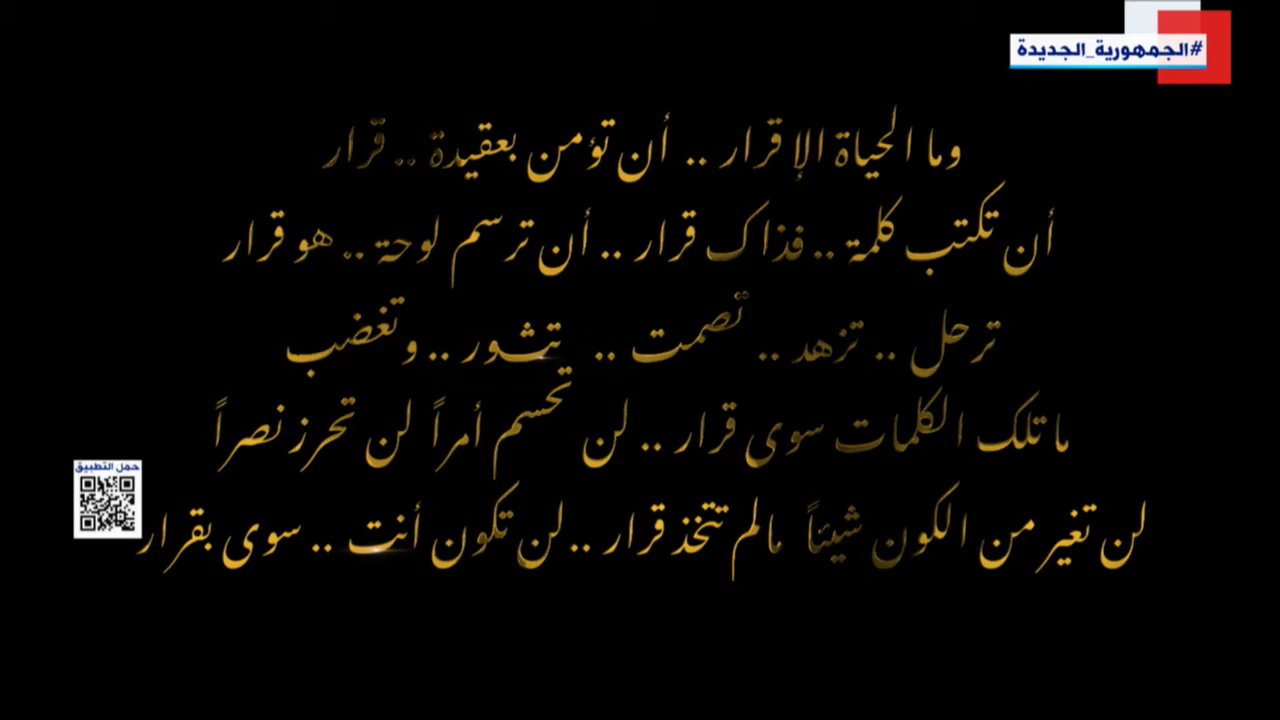 #الجمهورية_الجديدة
وما الحياة الإ قرار .. أن تؤمن بعقيدة .. قرار
أن تكتب كلمة .. فذاك قرار .. أن ترسم لوحة .. هو قرار
ترحل .. تزهد .. تصمت .. تثور .. وتغضب
ما تلك الكلمات سوى قرار .. لن تحسم أمراً لن تحرز نصراً
حمل التطبيق
لن تغير من الكون شيئاً مالم تتخذ قرار .. لن تكون أنت .. سوى بقرار